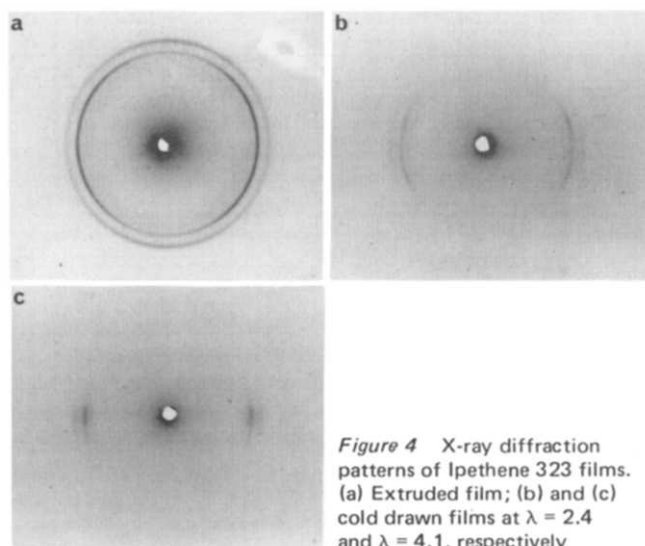 a
b
c
Figure 4 X-ray diffraction
patterns of Ipethene 323 films.
(a) Extruded film; (b) and (c)
cold drawn films at λ = 2.4
and λ = 4.1, respectively